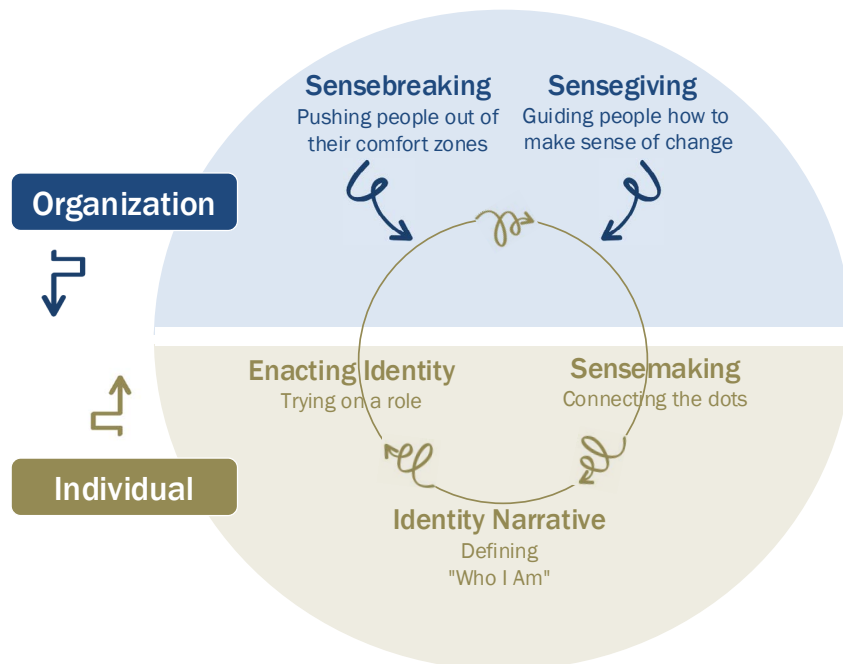 Sensebreaking
Pushing people out of
their comfort zones
Sensegiving
Guiding people how to
make sense of change
Organization
Enacting Identity
Trying on a role
Sensemaking
Connecting the dots
Individual
Identity Narrative
Defining
"Who I Am"